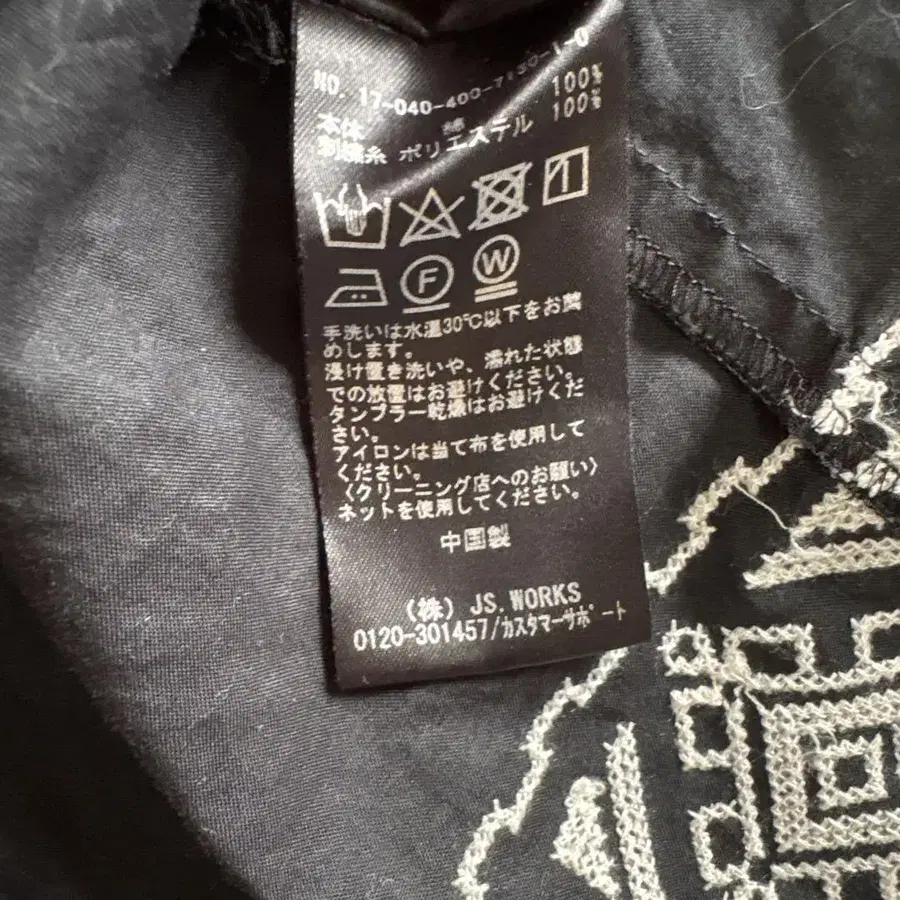 NO. 17-040-400-7130-1-0
本体 綿 100%
刺繍糸 ポリエステル 100%
F W
手洗いは水温30℃以下をお薦
めします。
浸け置き洗いや、濡れた状態
での放置はお避けください。
タンブラー乾燥はお避けくだ
さい。
アイロンは当て布を使用して
ください。
〈クリーニング店へのお願い〉
ネットを使用してください。
中国製
(株) JS.WORKS
0120-301457/カスタマーサポート